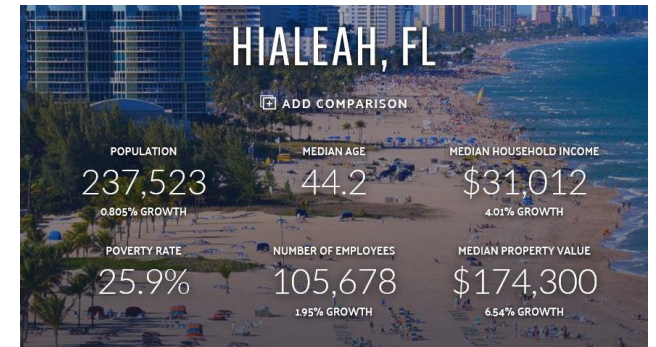 HIALEAH, FL
ADD COMPARISON
POPULATION
237,523
0.805% GROWTH
MEDIAN AGE
44.2
MEDIAN HOUSEHOLD INCOME
$31,012
4.01% GROWTH
POVERTY RATE
25.9%
NUMBER OF EMPLOYEES
105,678
1.95% GROWTH
MEDIAN PROPERTY VALUE
$174,300
6.54% GROWTH